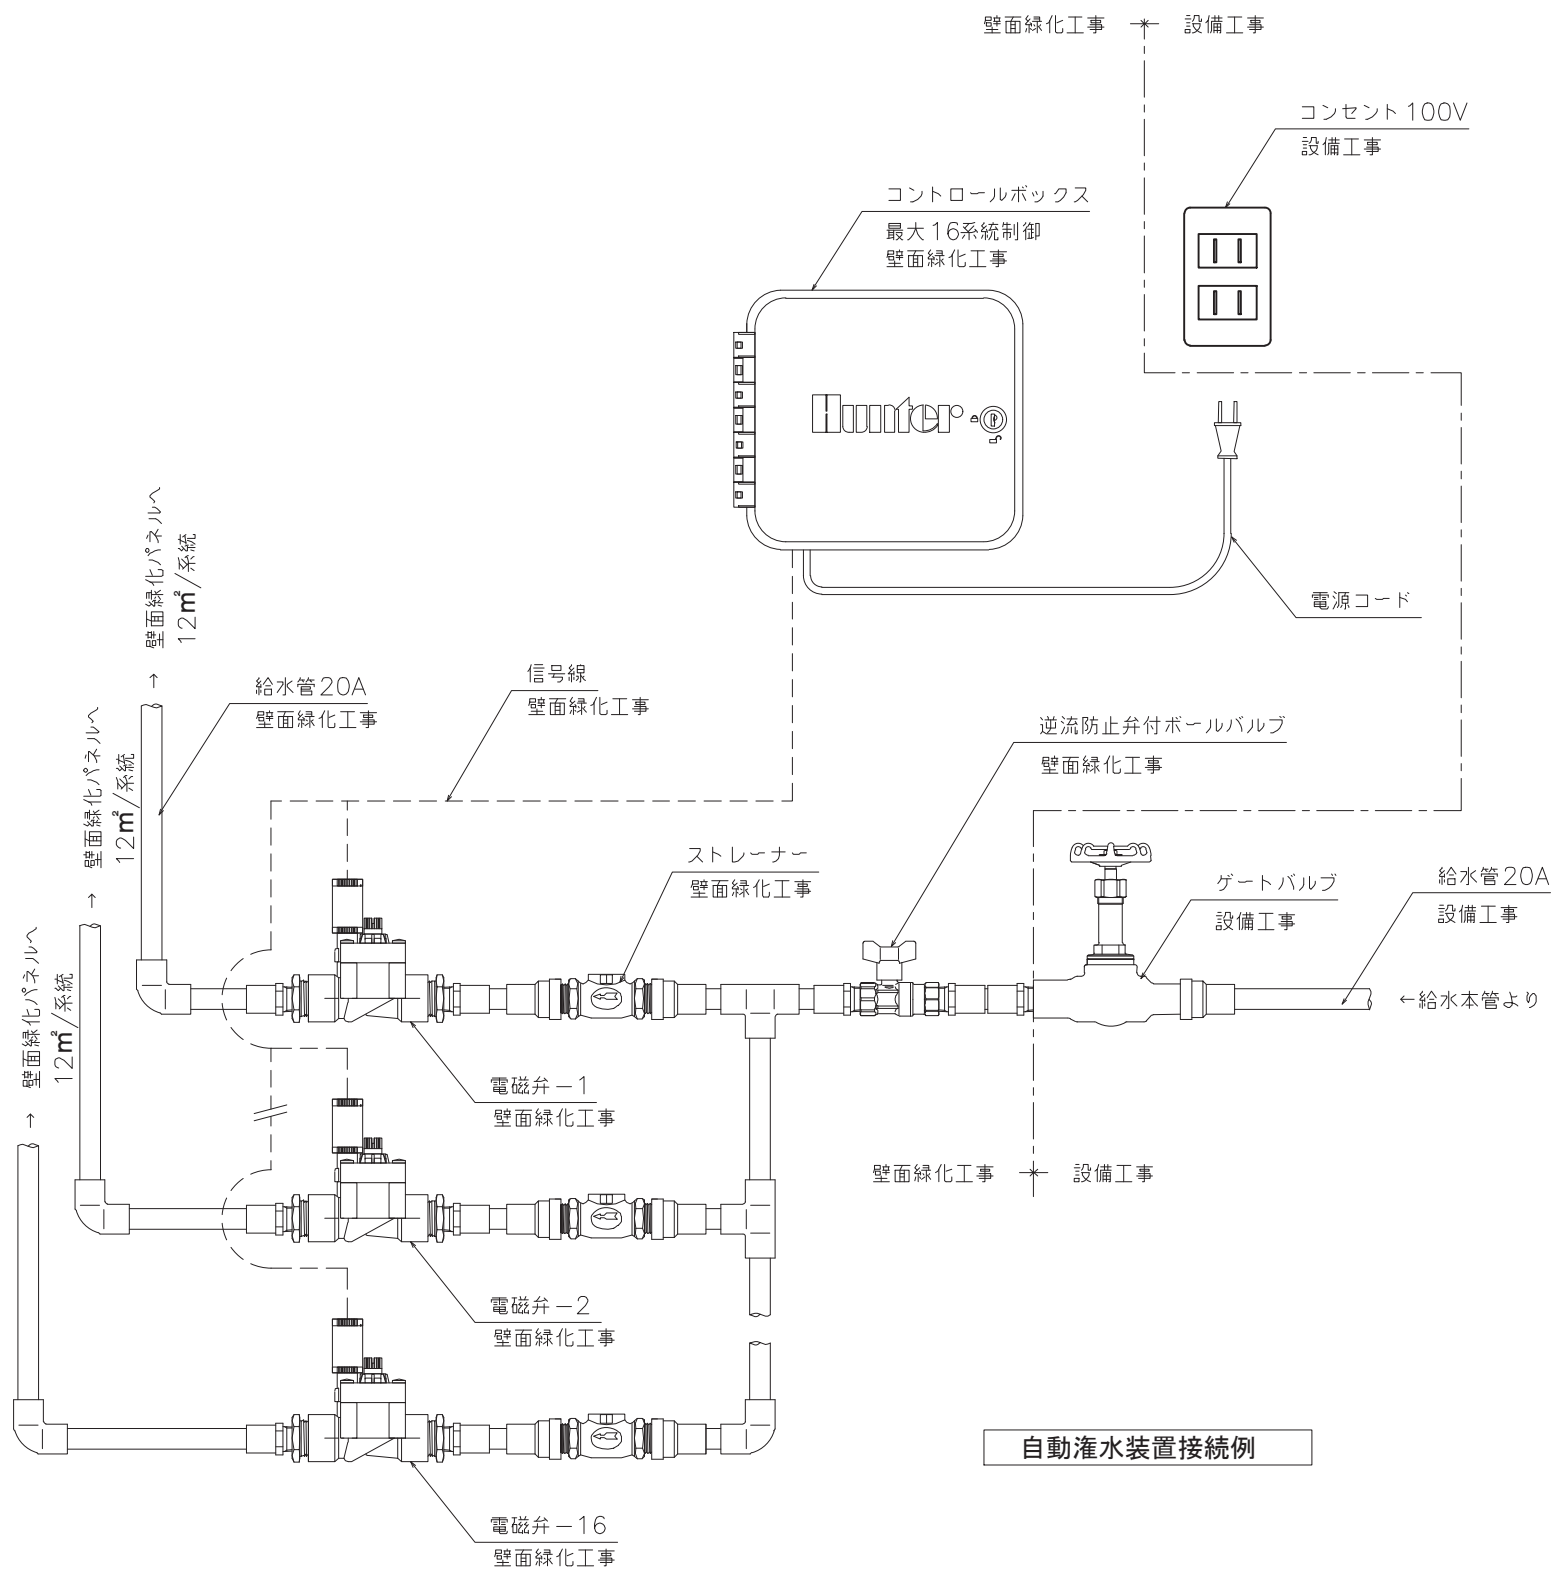 壁面緑化工事 設備工事
コンセント100V
設備工事
コントロールボックス
最大16系統制御
壁面緑化工事
Hunter
電源コード
→ 壁面緑化パネルへ
12㎡/系統
給水管20A
壁面緑化工事
信号線
壁面緑化工事
逆流防止弁付ボールバルブ
壁面緑化工事
→ 壁面緑化パネルへ
12㎡/系統
ストレーナー
壁面緑化工事
ゲートバルブ
設備工事
給水管20A
設備工事
→ 壁面緑化パネルへ
12㎡/系統
←給水本管より
電磁弁－1
壁面緑化工事
壁面緑化工事 設備工事
電磁弁－2
壁面緑化工事
自動潅水装置接続例
電磁弁－16
壁面緑化工事